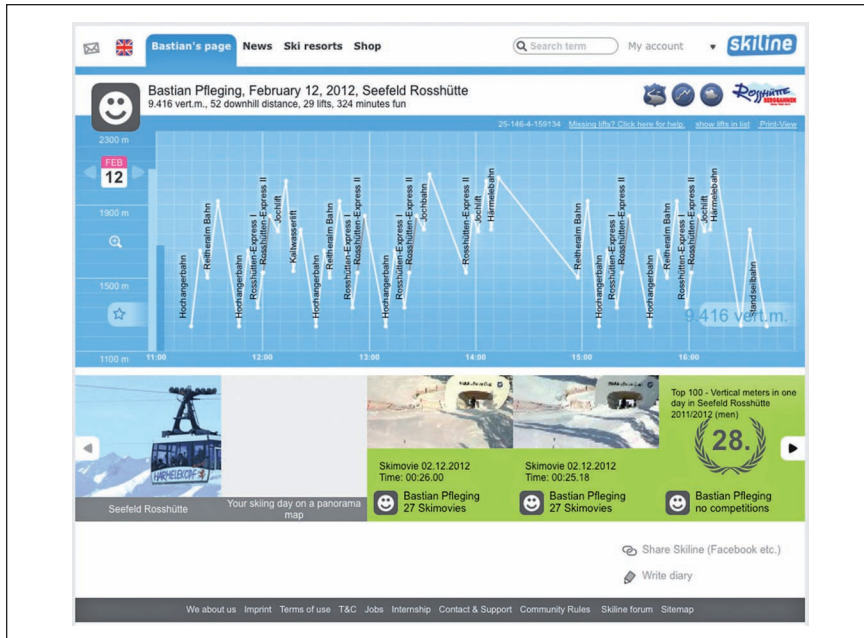 Bastian's page News Ski resorts Shop Search term My account skiline
Bastian Pfleging, February 12, 2012, Seefeld Rosshütte
9.416 vert.m., 52 downhill distance, 29 lifts, 324 minutes fun
Rosshütte
BERGBAHNEN
25-146-4-159134 Missing lifts? Click here for help. show lifts in list Print-View
2300 m
FEB
12
1900 m
1500 m
1100 m
Hochangerbahn
Reitheralm Bahn
Hochangerbahn
Rosshütten-Express I
Rosshütten-Express II
Jochlift
Kaltwasserlift
Hochangerbahn
Reitheralm Bahn
Rosshütten-Express I
Rosshütten-Express II
Hochangerbahn
Rosshütten-Express I
Rosshütten-Express II
Jochbahn
Rosshütten-Express II
Jochlift
Härmelebahn
Reitheralm Bahn
Hochangerbahn
Rosshütten-Express I
Rosshütten-Express II
Hochangerbahn
Reitheralm Bahn
Rosshütten-Express I
Rosshütten-Express II
Jochlift
Härmelebahn
Standseilbahn
9.416 vert.m.
11:00 12:00 13:00 14:00 15:00 16:00
HARMELEKOPF
Seefeld Rosshütte
Your skiing day on a panorama
map
Skimovie 02.12.2012
Time: 00:26.00
Bastian Pfleging
27 Skimovies
Skimovie 02.12.2012
Time: 00:25.18
Bastian Pfleging
27 Skimovies
Top 100 - Vertical meters in one
day in Seefeld Rosshütte
2011/2012 (men)
28.
Bastian Pfleging
no competitions
Share Skiline (Facebook etc.)
Write diary
We about us Imprint Terms of use T&C Jobs Internship Contact & Support Community Rules Skiline forum Sitemap